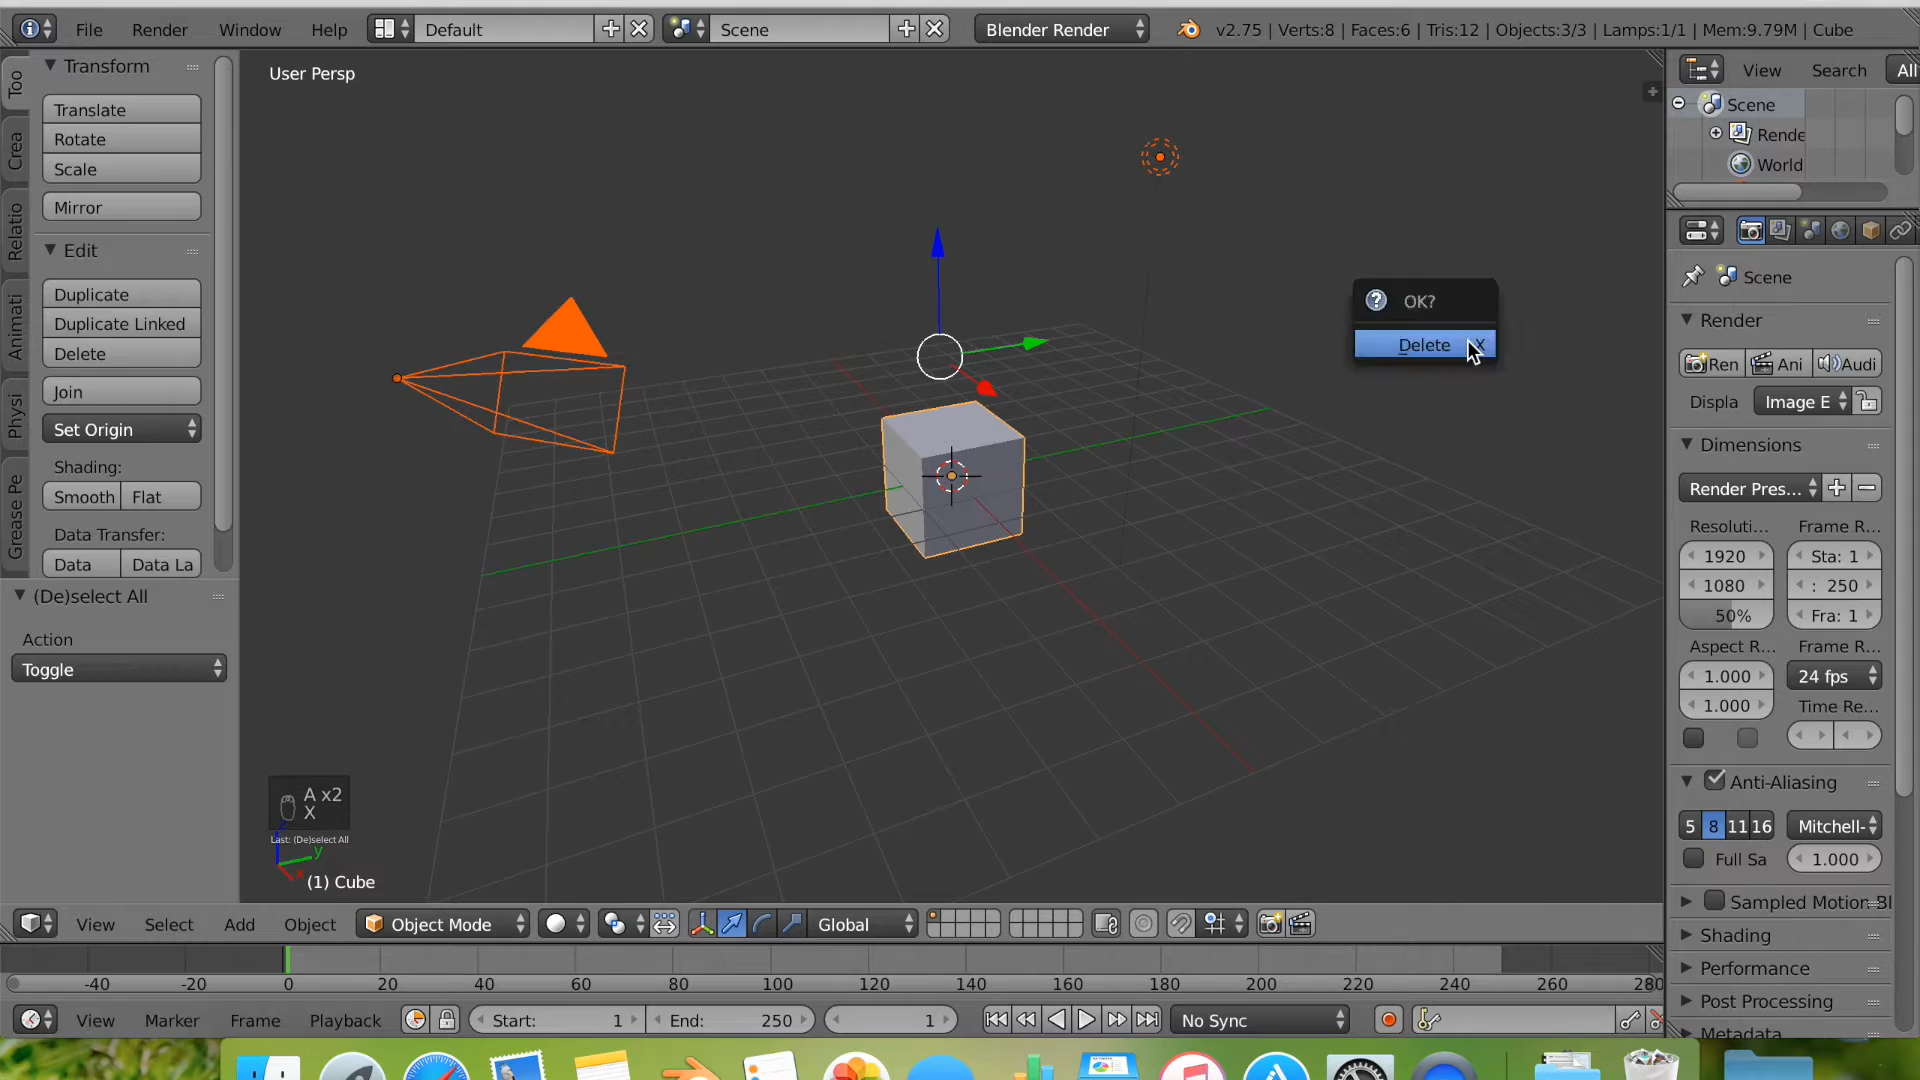 File Render Window Help Default Scene Blender Render v2.75 | Verts:8 | Faces:6 | Tris:12 | Objects:3/3 | Lamps:1/1 | Mem:9.79M | Cube
Too
Crea
Relatio
Animati
Physi
Grease Pe
Transform
Translate
Rotate
Scale
Mirror
Edit
Duplicate
Duplicate Linked
Delete
Join
Set Origin
Shading:
Smooth Flat
Data Transfer:
Data Data La
(De)select All
Action
Toggle
User Persp
OK?
Delete X
A x2
X
Last: (De)select All
z
y
x
(1) Cube
View Search All
Scene
Rende
World
Scene
Render
Ren Ani Audi
Displa Image E
Dimensions
Render Pres...
Resoluti... Frame R...
1920 Sta: 1
1080 : 250
50% Fra: 1
Aspect R... Frame R...
1.000 24 fps
1.000 Time Re...
Anti-Aliasing
5 8 11 16 Mitchell-
Full Sa 1.000
Sampled Motion Bl
Shading
Performance
Post Processing
Metadata
View Select Add Object Object Mode Global
-40 -20 0 20 40 60 80 100 120 140 160 180 200 220 240 260 280
View Marker Frame Playback Start: 1 End: 250 1 No Sync